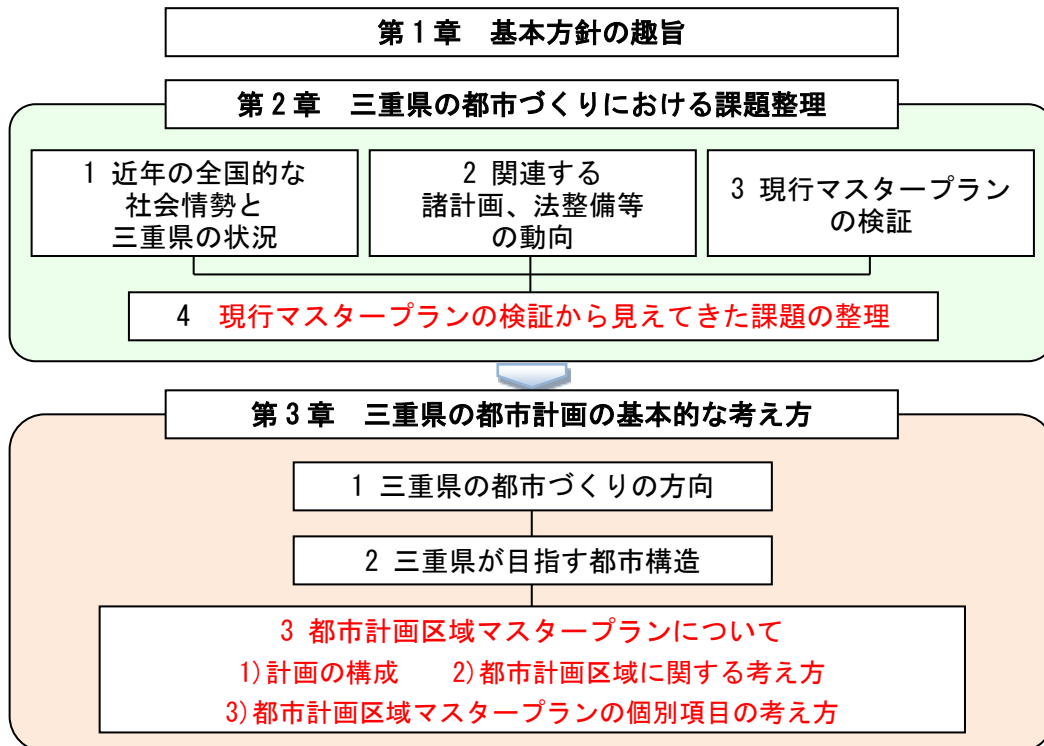 第1章 基本方針の趣旨
第2章 三重県の都市づくりにおける課題整理
1 近年の全国的な
社会情勢と
三重県の状況
2 関連する
諸計画、法整備等
の動向
3 現行マスタープラン
の検証
4 現行マスタープランの検証から見えてきた課題の整理
第3章 三重県の都市計画の基本的な考え方
1 三重県の都市づくりの方向
2 三重県が目指す都市構造
3 都市計画区域マスタープランについて
1)計画の構成 2)都市計画区域に関する考え方
3)都市計画区域マスタープランの個別項目の考え方